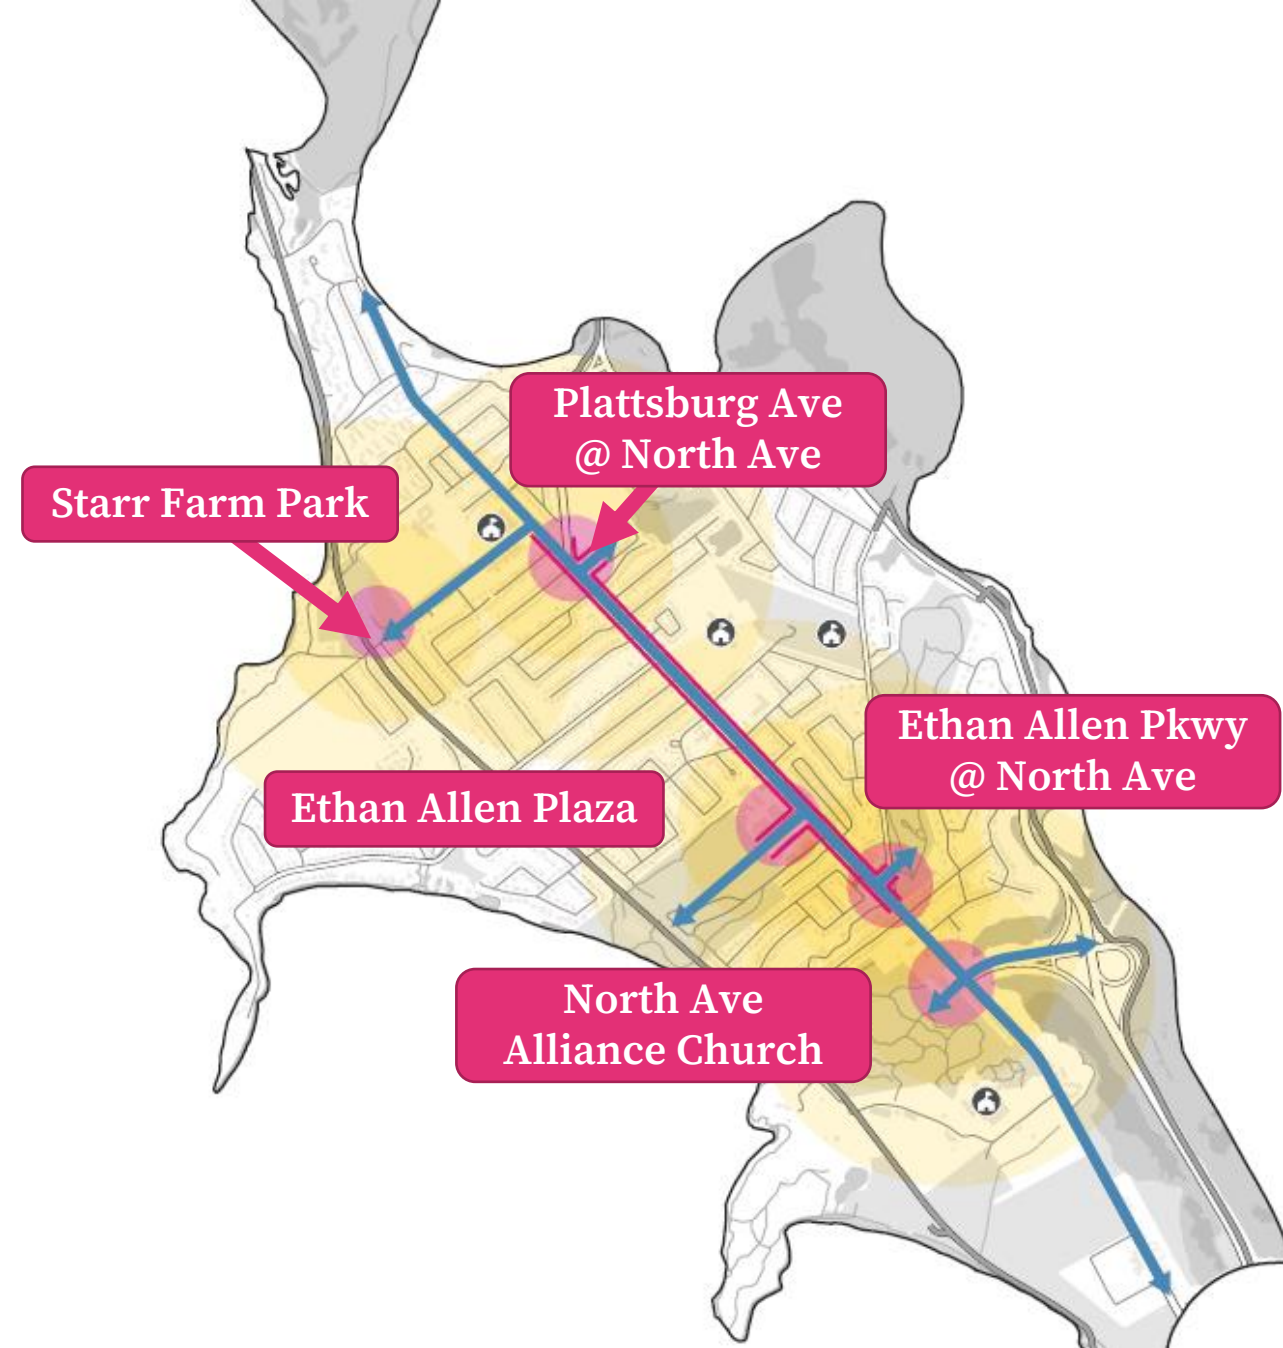 Plattsburg Ave
@ North Ave
Starr Farm Park
Ethan Allen Pkwy
@ North Ave
Ethan Allen Plaza
North Ave
Alliance Church